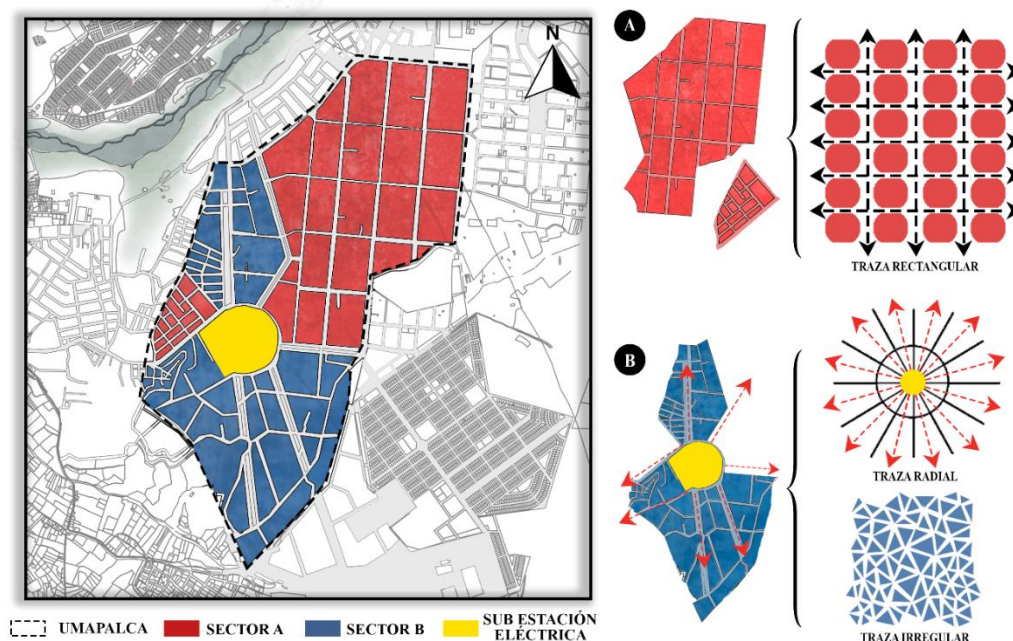 N
A
TRAZA RECTANGULAR
B
TRAZA RADIAL
TRAZA IRREGULAR
UMAPALCA
SECTOR A
SECTOR B
SUB ESTACIÓN
ELÉCTRICA